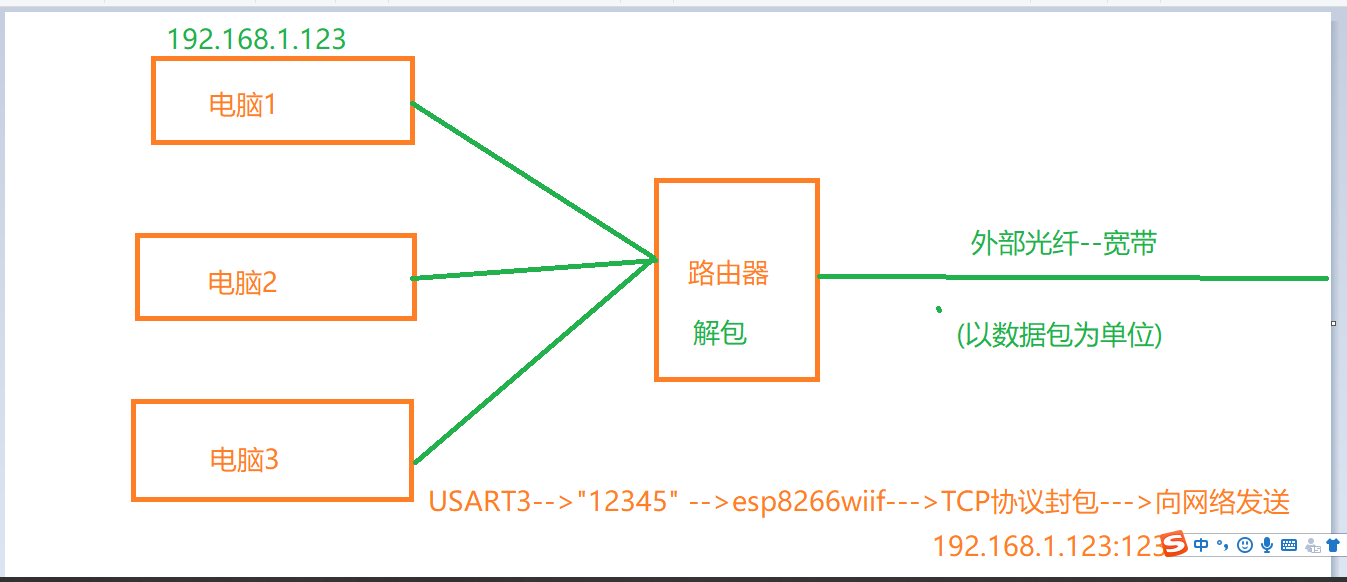 192.168.1.123
电脑1
电脑2
电脑3
路由器
解包
外部光纤--宽带
(以数据包为单位)
USART3-->"12345" -->esp8266wiif--->TCP协议封包--->向网络发送
192.168.1.123:123
S中